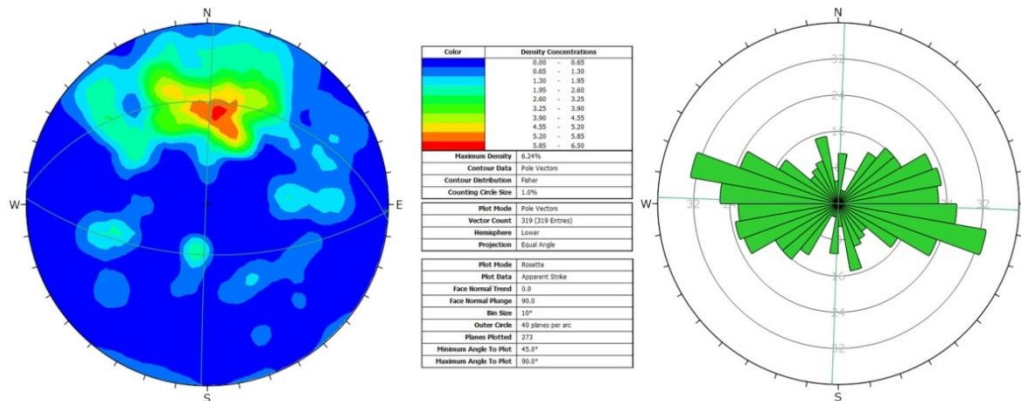 N
W
E
S
Color Density Concentrations
0.00 - 0.65
0.65 - 1.30
1.30 - 1.95
1.95 - 2.60
2.60 - 3.25
3.25 - 3.90
3.90 - 4.55
4.55 - 5.20
5.20 - 5.85
5.85 - 6.50
Maximum Density 6.24%
Contour Data Pole Vectors
Contour Distribution Fisher
Counting Circle Size 1.0%
Plot Mode Pole Vectors
Vector Count 319 (319 Entries)
Hemisphere Lower
Projection Equal Angle
Plot Mode Rosette
Plot Data Apparent Strike
Face Normal Trend 0.0
Face Normal Plunge 90.0
Bin Size 10°
Outer Circle 40 planes per arc
Planes Plotted 273
Minimum Angle To Plot 45.0°
Maximum Angle To Plot 90.0°
N
32
24
16
W
32
32
E
16
24
32
S